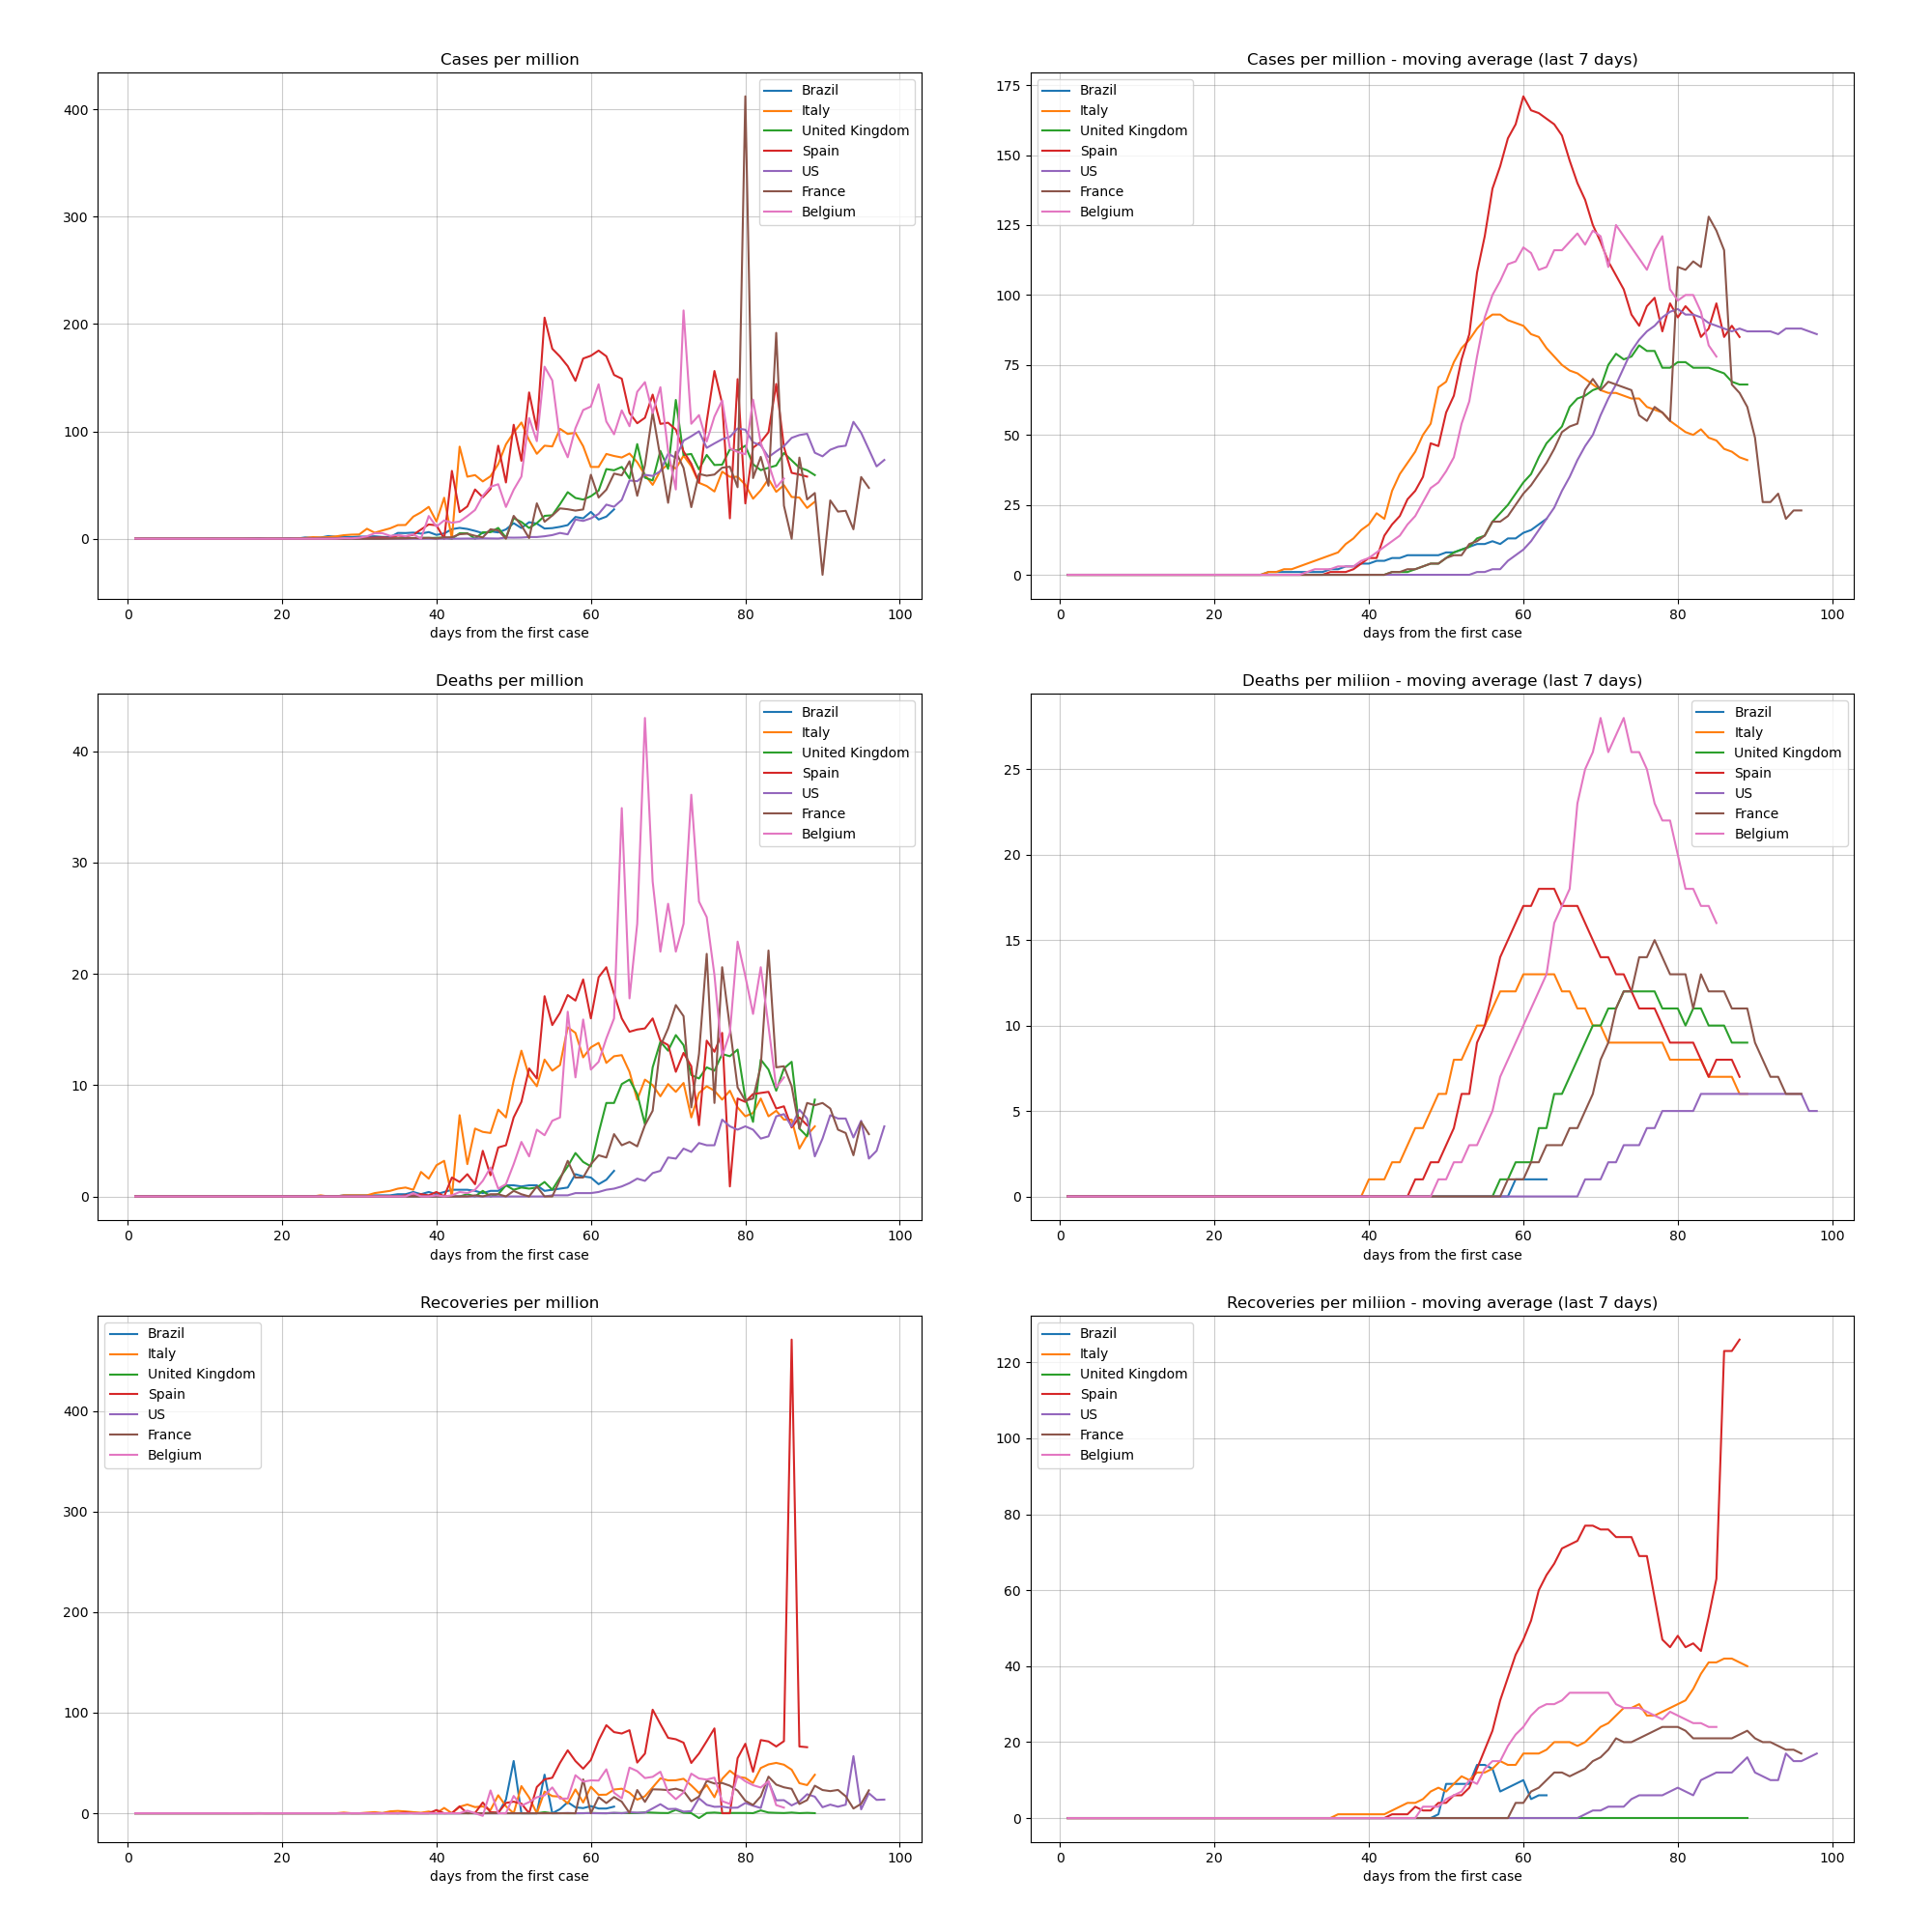 Cases per million
400
300
200
100
0
0 20 40 60 80 100
days from the first case
Brazil
Italy
United Kingdom
Spain
US
France
Belgium
Cases per million - moving average (last 7 days)
175
150
125
100
75
50
25
0
0 20 40 60 80 100
days from the first case
Brazil
Italy
United Kingdom
Spain
US
France
Belgium
Deaths per million
40
30
20
10
0
0 20 40 60 80 100
days from the first case
Brazil
Italy
United Kingdom
Spain
US
France
Belgium
Deaths per miliion - moving average (last 7 days)
25
20
15
10
5
0
0 20 40 60 80 100
days from the first case
Brazil
Italy
United Kingdom
Spain
US
France
Belgium
Recoveries per million
400
300
200
100
0
0 20 40 60 80 100
days from the first case
Brazil
Italy
United Kingdom
Spain
US
France
Belgium
Recoveries per miliion - moving average (last 7 days)
120
100
80
60
40
20
0
0 20 40 60 80 100
days from the first case
Brazil
Italy
United Kingdom
Spain
US
France
Belgium